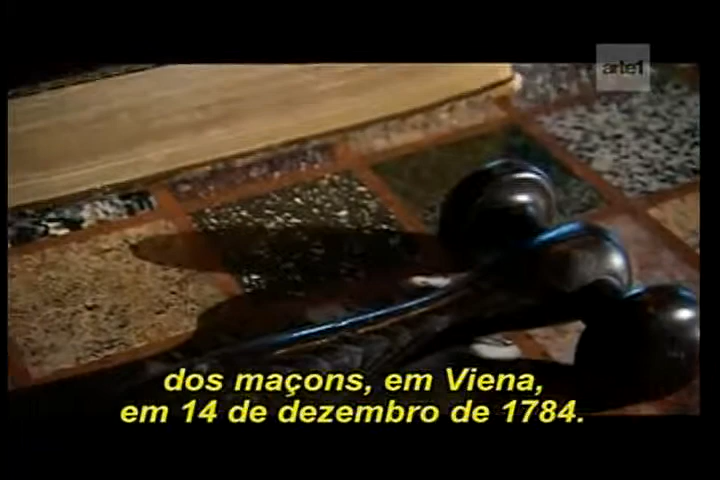 arte1
dos maçons, em Viena,
em 14 de dezembro de 1784.